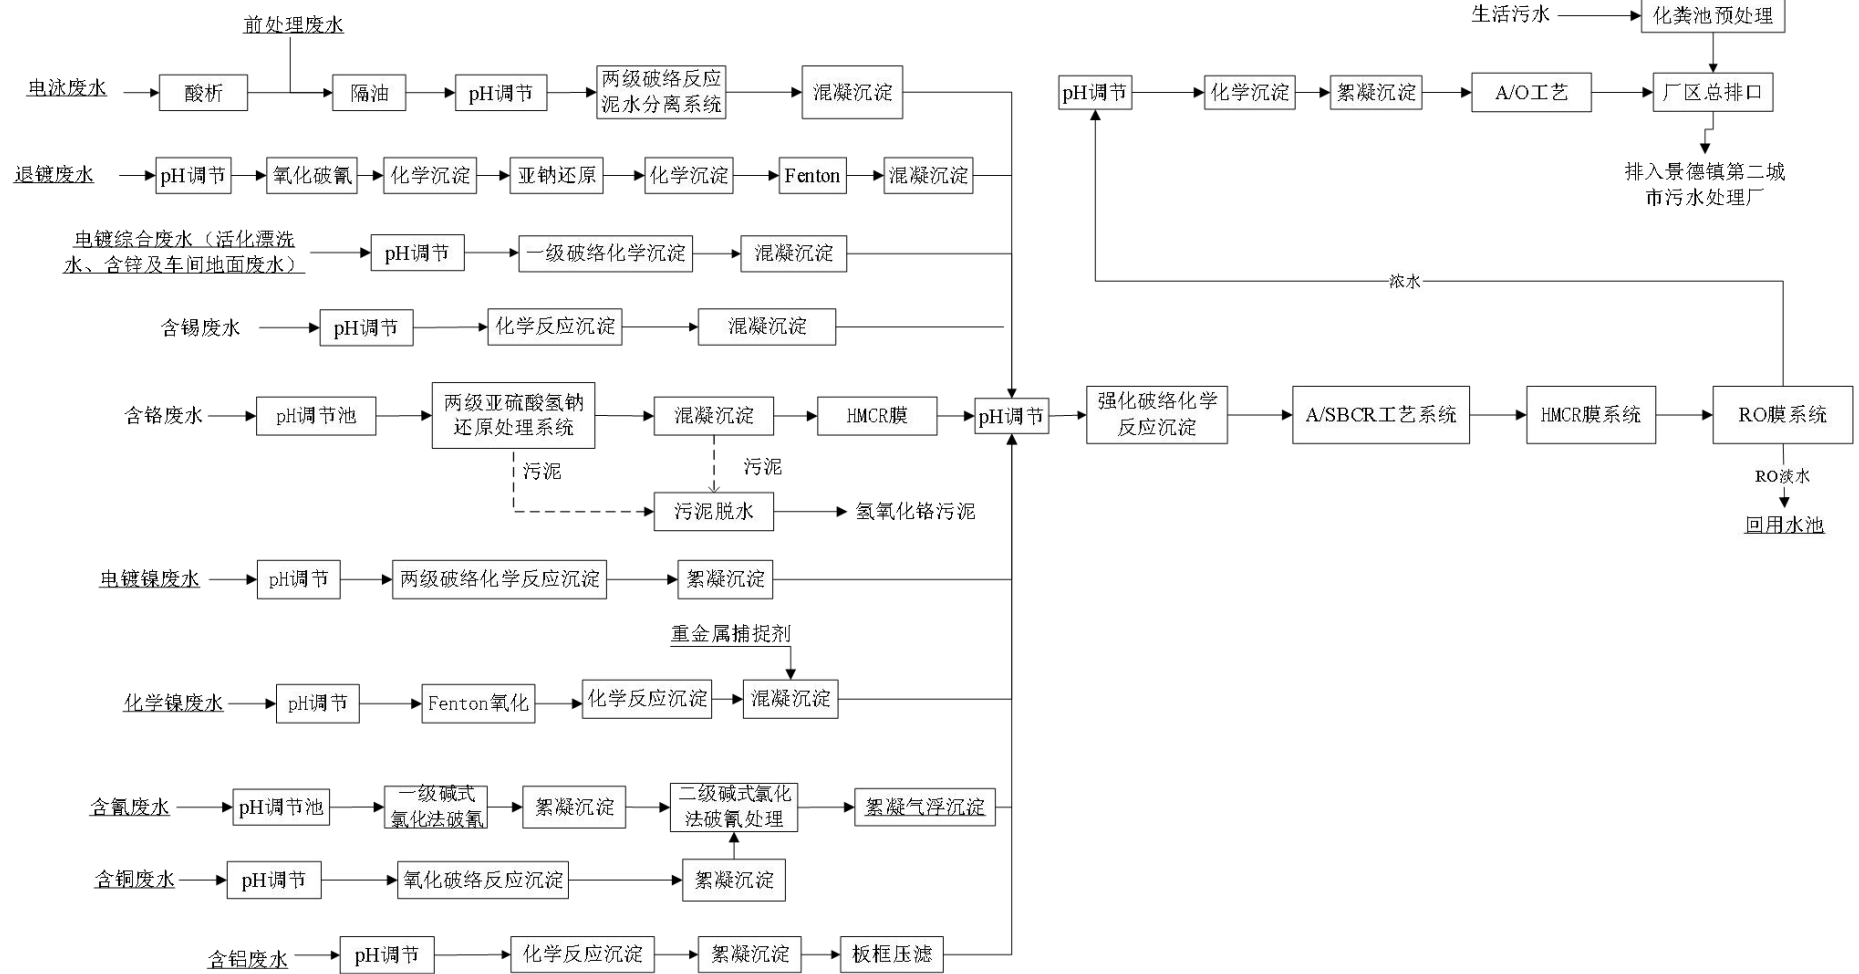 前处理废水
电泳废水
酸析
隔油
pH调节
两级破络反应
泥水分离系统
混凝沉淀
退镀废水
pH调节
氧化破氰
化学沉淀
亚钠还原
化学沉淀
Fenton
混凝沉淀
电镀综合废水（活化漂洗
水、含锌及车间地面废水）
pH调节
一级破络化学沉淀
混凝沉淀
含锡废水
pH调节
化学反应沉淀
混凝沉淀
含铬废水
pH调节池
两级亚硫酸氢钠
还原处理系统
混凝沉淀
HMCR膜
pH调节
强化破络化学
反应沉淀
A/SBCR工艺系统
HMCR膜系统
RO膜系统
污泥
污泥
污泥脱水
氢氧化铬污泥
RO淡水
回用水池
浓水
pH调节
化学沉淀
絮凝沉淀
A/O工艺
厂区总排口
生活污水
化粪池预处理
排入景德镇第二城
市污水处理厂
电镀镍废水
pH调节
两级破络化学反应沉淀
絮凝沉淀
重金属捕捉剂
化学镍废水
pH调节
Fenton氧化
化学反应沉淀
混凝沉淀
含氰废水
pH调节池
一级碱式
氯化法破氰
絮凝沉淀
二级碱式氯化
法破氰处理
絮凝气浮沉淀
含铜废水
pH调节
氧化破络反应沉淀
絮凝沉淀
含铝废水
pH调节
化学反应沉淀
絮凝沉淀
板框压滤